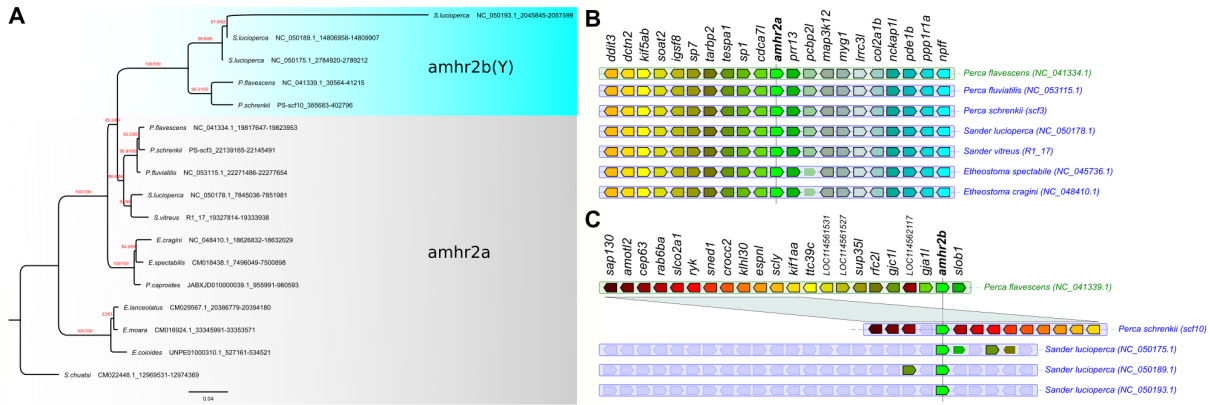 A
87.9/82
S.lucioperca NC_050193.1_2045845-2057599
99.6/98
S.lucioperca NC_050189.1_14806958-14809907
S.lucioperca NC_050175.1_2784920-2789212
100/100
amhr2b(Y)
P.flavescens NC_041339.1_30564-41215
P.schrenkii PS-scf10_385683-402796
P.flavescens NC_041334.1_19817647-19823953
P.schrenkii PS-scf3_22139165-22145491
P.fluviatilis NC_053115.1_22271486-22277654
100/100
S.lucioperca NC_050178.1_7845036-7851981
S.vitreus R1_17_19327814-19333938
amhr2a
E.cragini NC_048410.1_18626832-18632029
E.spectabilis CM018438.1_7496049-7500898
100/100
P.caproides JABXJD010000039.1_955991-960593
E.lanceolatus CM029567.1_20386779-20394180
E.moara CM016924.1_33345991-33353571
100/100
E.coioides UNPE01000310.1_527161-534521
S.chuatsi CM022448.1_12969531-12974369
0.04
B
ddit3 dctn2 kif5ab soat2 igsf8 sp7 tarbp2 tespa1 sp1 cdca7l amhr2a prr13 pcbp2l map3k12 myg1 lrrc3l col2a1b nckap1l pde1b ppp1r1a npff
Perca flavescens (NC_041334.1)
Perca fluviatilis (NC_053115.1)
Perca schrenkii (scf3)
Sander lucioperca (NC_050178.1)
Sander vitreus (R1_17)
Etheostoma spectabile (NC_045736.1)
Etheostoma cragini (NC_048410.1)
C
sap130 amotl2 cep63 rab6ba slco2a1 ryk sned1 crocc2 klhl30 espnl scly kif1aa ttc39c LOC114561531 LOC114561527 sup35l rfc2l gjc1l LOC114562117 gja1l amhr2b slob1
Perca flavescens (NC_041339.1)
Perca schrenkii (scf10)
Sander lucioperca (NC_050175.1)
Sander lucioperca (NC_050189.1)
Sander lucioperca (NC_050193.1)